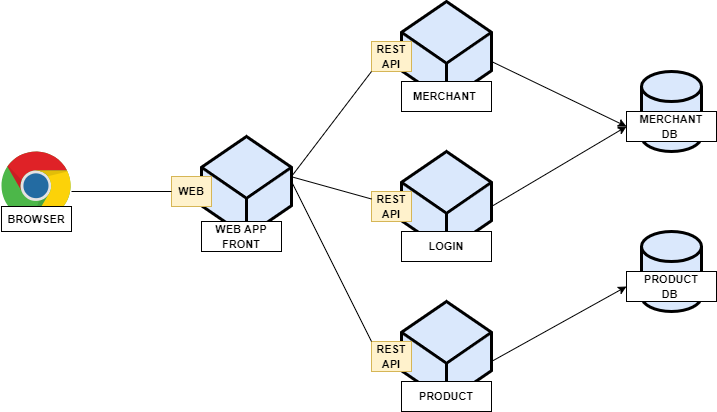 REST
API
MERCHANT
MERCHANT
DB
WEB
BROWSER
WEB APP
FRONT
REST
API
LOGIN
PRODUCT
DB
REST
API
PRODUCT